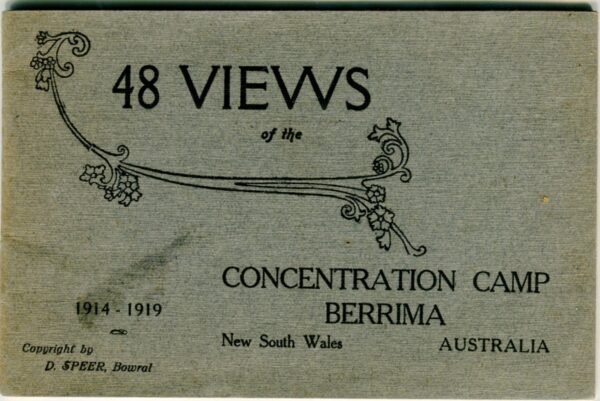 48 VIEWS
of the
CONCENTRATION CAMP
BERRIMA
New South Wales AUSTRALIA
1914 - 1919
Copyright by
D. SPEER, Bowral